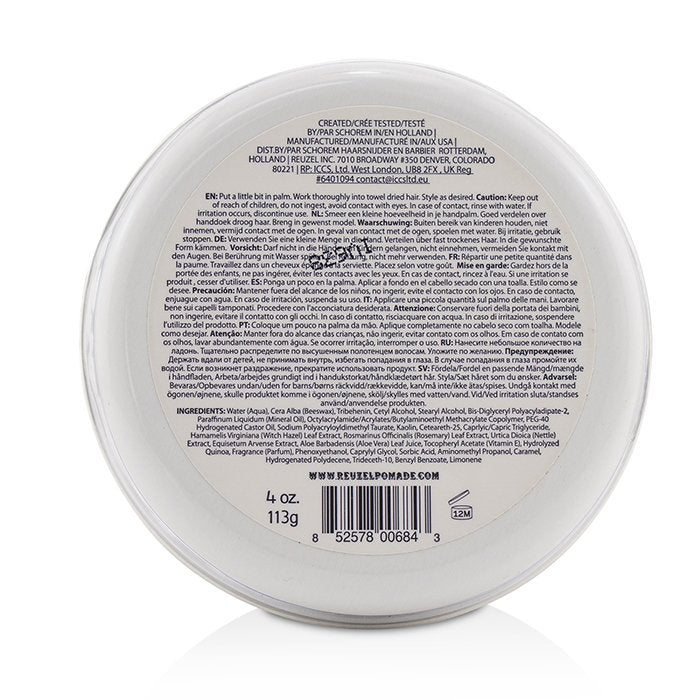 CREATED/CRÉE TESTED/TESTÉ
BY/PAR SCHOREM IN/EN HOLLAND |
MANUFACTURED/MANUFACTURED IN/AUX USA |
DIST.BY/PAR SCHOREM HAARSNIJDEN EN BARBIER ROTTERDAM,
HOLLAND | REUZEL INC. 7010 BROADWAY #350 DENVER, COLORADO
80221 | RP: ICCS, Ltd. West London, UB8 2FX , UK Reg
#6401094 contact@iccsltd.eu
EN: Put a little bit in palm. Work thoroughly into towel dried hair. Style as desired. Caution: Keep out
of reach of children, do not ingest, avoid contact with eyes. In case of contact, rinse with water. If
irritation occurs, discontinue use. NL: Smeer een kleine hoeveelheid in je handpalm. Goed verdelen over
handdoek droog haar. Breng in gewenst model. Waarschuwing: Buiten bereik van kinderen houden, niet
innemen, vermijd contact met de ogen. In geval van contact met de ogen, spoelen met water. Bij irritatie, gebruik
stoppen. DE: Verwenden Sie eine kleine Menge in die Hand. Verteilen über fast trockenes Haar. In die gewunschte
Form kämmen. Vorsicht: Darf nicht in die Hände von Kindern gelangen, nicht einnehmen, vermeiden Sie kontakt mit
den Augen. Bei Berührung mit Wasser spülen. Bei Reizung nicht mehr verwenden. FR: Répartir une petite quantité dans
la paume. Travaillez dans un cheveux épongé à la serviette. Placez selon votre goût. Mise en garde: Gardez hors de la
portée des enfants, ne pas ingérer, éviter les contacts avec les yeux. En cas de contact, rincer à l'eau. Si une irritation se
produit , cesser d'utiliser. ES: Ponga un poco en la palma. Aplicar a fondo en el cabello secado con una toalla. Estilo como se
desee. Precaución: Mantener fuera del alcance de los niños, no ingerir, evite el contacto con los ojos. En caso de contacto,
enjuague con agua. En caso de irritación, suspenda su uso. IT: Applicare una piccola quantità sul palmo delle mani. Lavorare
bene sui capelli tamponati. Procedere con l'acconciatura desiderata. Attenzione: Conservare fuori della portata dei bambini,
non ingerire, evitare il contatto con gli occhi. In caso di contatto, risciacquare con acqua. In caso di irritazione, sospendere
l'utilizzo del prodotto. PT: Coloque um pouco na palma da mão. Aplique completamente no cabelo seco com a toalha. Modele
como desejar. Atenção: Manter fora do alcance das crianças, não ingerir, evitar contato com os olhos. Em caso de contato com
os olhos, lavar abundantemente com água. Se ocorrer irritação, interromper o uso. RU: Нанесите небольшое количество на
ладонь. Тщательно распределите по высушенным полотенцем волосам. Уложите по желанию. Предупреждение:
Держать вдали от детей, не принимать внутрь, избегать попадания в глаза. В случае попадания в глаза промойте их
водой. Если возникнет раздражение, прекратите использовать продукт. SV: Fördela/Fordel en passande Mängd/mængde
i håndfladen, Arbeta/arbejdes grundigt ind i handukstorkat/håndklædetørt hår. Styla/Sæt håret som du ønsker. Advarsel:
Bevaras/Opbevares undan/uden for barns/børns räckvidd/rækkevidde, kan/må inte/ikke ätas/spises. Undgå kontakt med
ögonen/øjnene, skulle produktet komme i ögonen/øjnene, skölj/skylles med vatten/vand. Vid/Ved irritation sluta/standses
användning/anvendelse produkten.
INGREDIENTS: Water (Aqua), Cera Alba (Beeswax), Tribehenin, Cetyl Alcohol, Stearyl Alcohol, Bis-Diglyceryl Polyacyladipate-2,
Paraffinum Liquidum (Mineral Oil), Octylacrylamide/Acrylates/Butylaminoethyl Methacrylate Copolymer, PEG-40
Hydrogenated Castor Oil, Sodium Polyacryloyldimethyl Taurate, Kaolin, Ceteareth-25, Caprylic/Capric Triglyceride,
Hamamelis Virginiana (Witch Hazel) Leaf Extract, Rosmarinus Officinalis (Rosemary) Leaf Extract, Urtica Dioica (Nettle)
Extract, Equisetum Arvense Extract, Aloe Barbadensis (Aloe Vera) Leaf Juice, Tocopheryl Acetate (Vitamin E), Hydrolyzed
Quinoa, Fragrance (Parfum), Phenoxyethanol, Caprylyl Glycol, Sorbic Acid, Aminomethyl Propanol, Caramel,
Hydrogenated Polydecene, Trideceth-10, Benzyl Benzoate, Limonene
WWW.REUZELPOMADE.COM
4 oz.
113g
8 52578 00684 3
12M